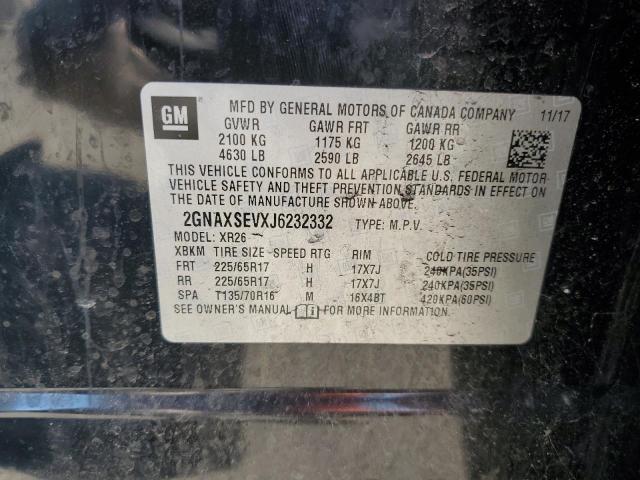 GM
MFD BY GENERAL MOTORS OF CANADA COMPANY 11/17
GVWR GAWR FRT GAWR RR
2100 KG 1175 KG 1200 KG
4630 LB 2590 LB 2645 LB
THIS VEHICLE CONFORMS TO ALL APPLICABLE U.S. FEDERAL MOTOR
VEHICLE SAFETY AND THEFT PREVENTION STANDARDS IN EFFECT ON
THE DATE OF MANUFACTURE SHOWN ABOVE.
2GNAXSEVXJ6232332 TYPE: M.P.V.
MODEL: XR26
XBKM TIRE SIZE -SPEED RTG RIM COLD TIRE PRESSURE
FRT 225/65R17 H 17X7J 240KPA(35PSI)
RR 225/65R17 H 17X7J 240KPA(35PSI)
SPA T135/70R16 M 16X4BT 420KPA(60PSI)
SEE OWNER'S MANUAL i FOR MORE INFORMATION.